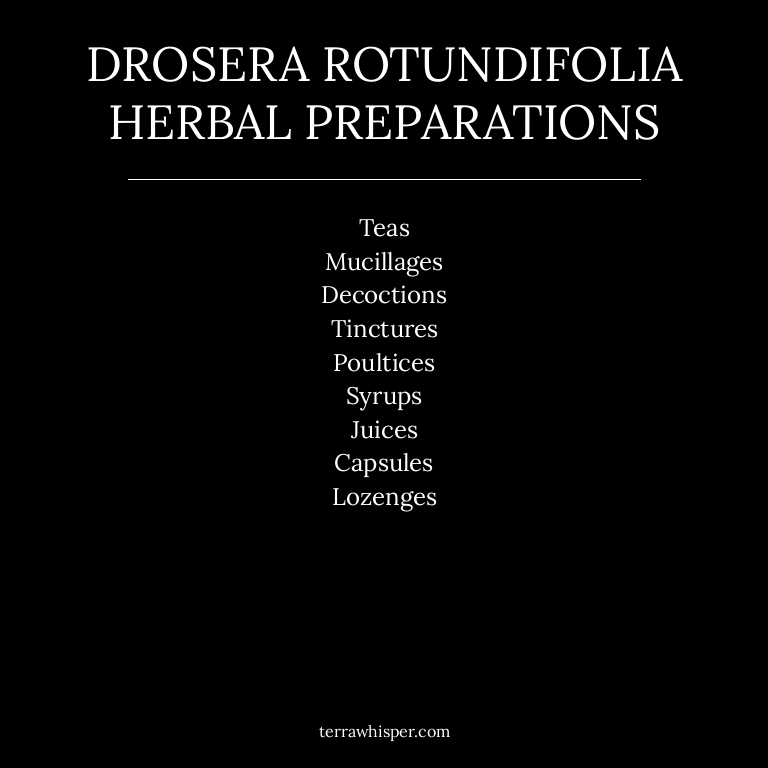 DROSERA ROTUNDIFOLIA
HERBAL PREPARATIONS
Teas
Mucillages
Decoctions
Tinctures
Poultices
Syrups
Juices
Capsules
Lozenges
terrawhisper.com